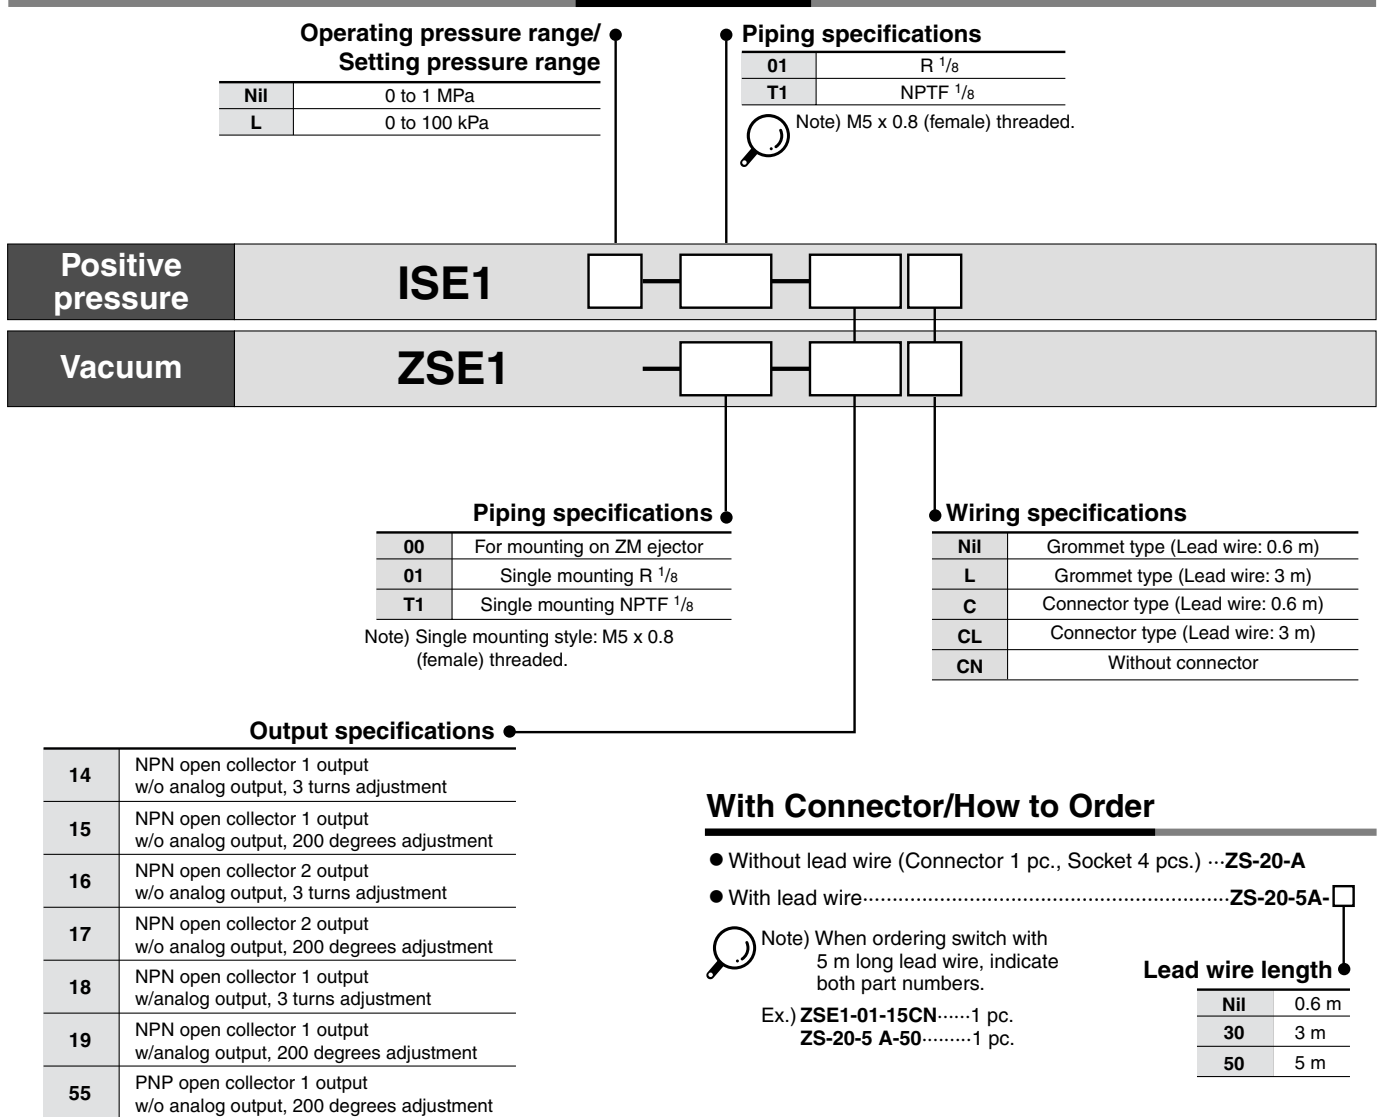 Operating pressure range/
Setting pressure range
Nil 0 to 1 MPa
L 0 to 100 kPa
Piping specifications
01 R 1/8
T1 NPTF 1/8
Note) M5 x 0.8 (female) threaded.
Positive
pressure
ISE1
Vacuum
ZSE1
Piping specifications
00 For mounting on ZM ejector
01 Single mounting R 1/8
T1 Single mounting NPTF 1/8
Note) Single mounting style: M5 x 0.8
(female) threaded.
Wiring specifications
Nil Grommet type (Lead wire: 0.6 m)
L Grommet type (Lead wire: 3 m)
C Connector type (Lead wire: 0.6 m)
CL Connector type (Lead wire: 3 m)
CN Without connector
Output specifications
14 NPN open collector 1 output
w/o analog output, 3 turns adjustment
15 NPN open collector 1 output
w/o analog output, 200 degrees adjustment
16 NPN open collector 2 output
w/o analog output, 3 turns adjustment
17 NPN open collector 2 output
w/o analog output, 200 degrees adjustment
18 NPN open collector 1 output
w/analog output, 3 turns adjustment
19 NPN open collector 1 output
w/analog output, 200 degrees adjustment
55 PNP open collector 1 output
w/o analog output, 200 degrees adjustment
With Connector/How to Order
● Without lead wire (Connector 1 pc., Socket 4 pcs.) ···ZS-20-A
● With lead wire······························································ZS-20-5A-□
Note) When ordering switch with
5 m long lead wire, indicate
both part numbers.
Ex.) ZSE1-01-15CN······1 pc.
ZS-20-5 A-50·········1 pc.
Lead wire length
Nil 0.6 m
30 3 m
50 5 m